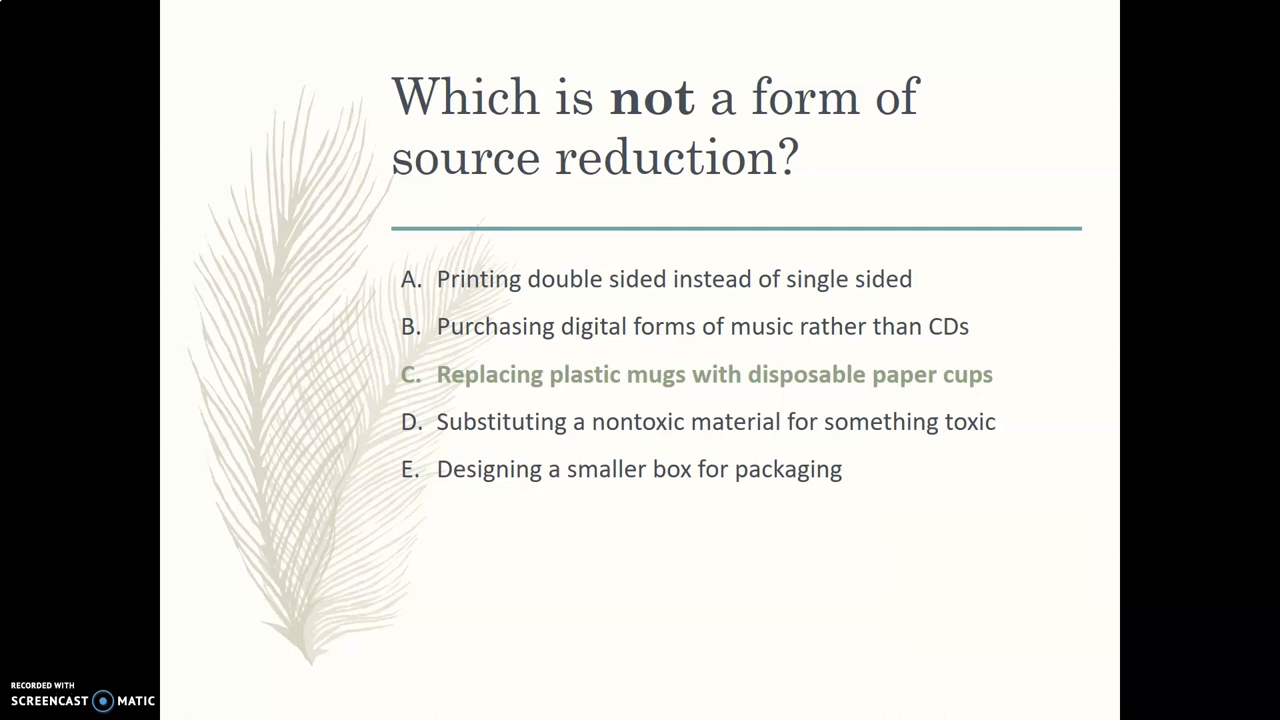 Which is not a form of
source reduction?
A. Printing double sided instead of single sided
B. Purchasing digital forms of music rather than CDs
C. Replacing plastic mugs with disposable paper cups
D. Substituting a nontoxic material for something toxic
E. Designing a smaller box for packaging
RECORDED WITH
SCREENCAST MATIC